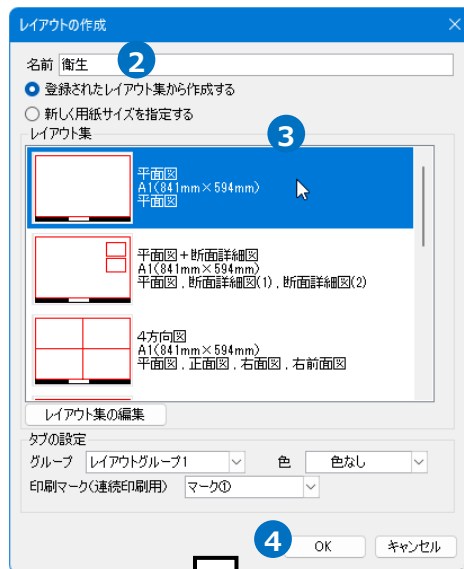 レイアウトの作成
名前 衛生 2
登録されたレイアウト集から作成する
新しく用紙サイズを指定する
レイアウト集 3
平面図
A1(841mm×594mm)
平面図
平面図+断面詳細図
A1(841mm×594mm)
平面図,断面詳細図(1),断面詳細図(2)
4方向図
A1(841mm×594mm)
平面図,正面図,右面図,右前面図
レイアウト集の編集
タブの設定
グループ レイアウトグループ1 色 色なし
印刷マーク(連続印刷用) マーク①
4 OK キャンセル